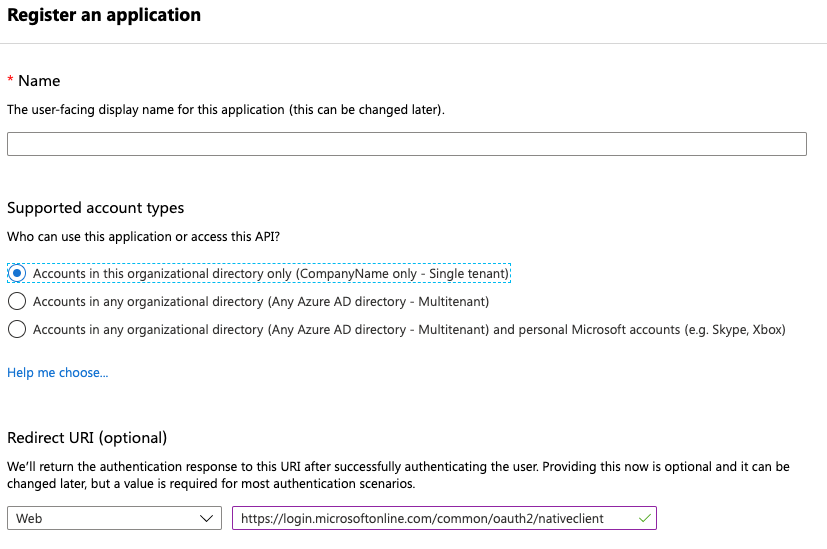 Register an application
* Name
The user-facing display name for this application (this can be changed later).
Supported account types
Who can use this application or access this API?
Accounts in this organizational directory only (CompanyName only - Single tenant)
Accounts in any organizational directory (Any Azure AD directory - Multitenant)
Accounts in any organizational directory (Any Azure AD directory - Multitenant) and personal Microsoft accounts (e.g. Skype, Xbox)
Help me choose...
Redirect URI (optional)
We'll return the authentication response to this URI after successfully authenticating the user. Providing this now is optional and it can be
changed later, but a value is required for most authentication scenarios.
Web https://login.microsoftonline.com/common/oauth2/nativeclient